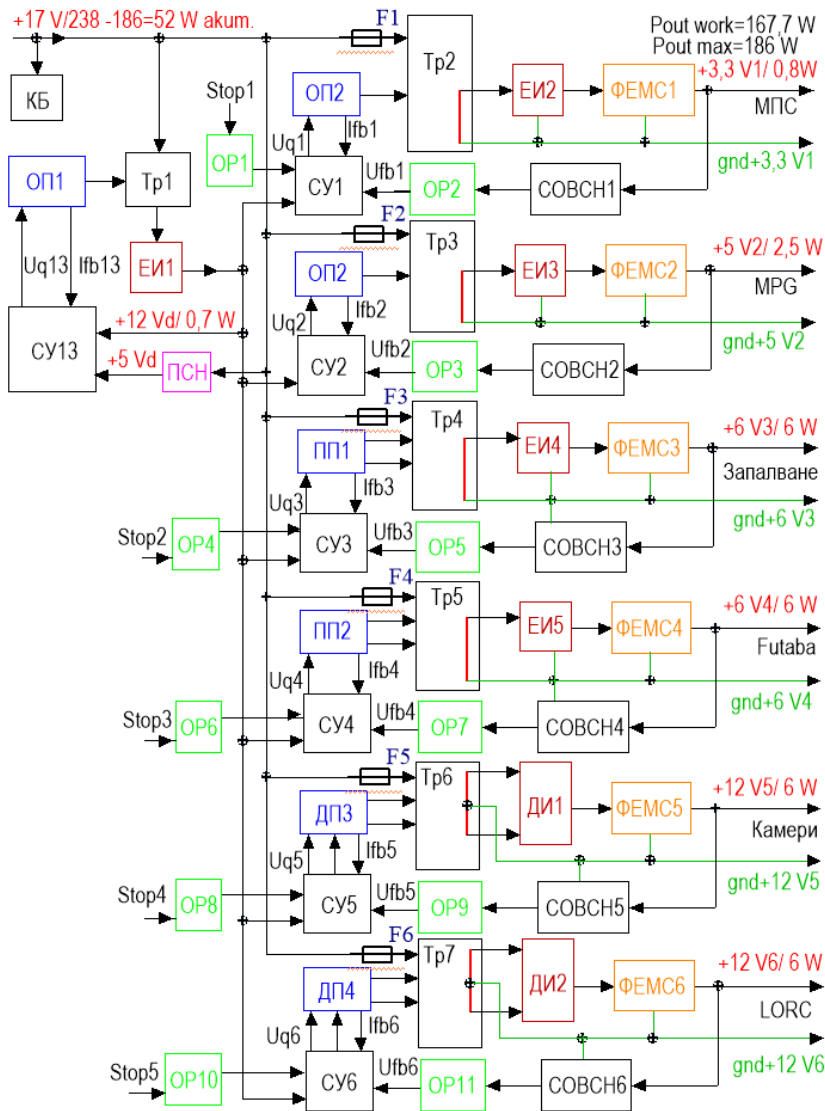 +17 V/238 -186=52 W akum.
F1
Pout work=167,7 W
Pout max=186 W
+3,3 V1/ 0,8W
КБ
Stop1
ОП2
Тр2
ЕИ2
ФЕМС1
МПС
Uq1
Ifb1
gnd+3,3 V1
ОП1
Тр1
ОР1
СУ1
Ufb1
ОР2
СОВСН1
F2
Uq13
Ifb13
ЕИ1
ОП2
Тр3
ЕИ3
ФЕМС2
+5 V2/ 2,5 W
MPG
Uq2
Ifb2
gnd+5 V2
СУ13
+12 Vd/ 0,7 W
+5 Vd
ПСН
СУ2
Ufb2
ОР3
СОВСН2
F3
ПП1
Тр4
ЕИ4
ФЕМС3
+6 V3/ 6 W
Запалване
Uq3
Ifb3
gnd+6 V3
Stop2
ОР4
СУ3
Ufb3
ОР5
СОВСН3
F4
ПП2
Тр5
ЕИ5
ФЕМС4
+6 V4/ 6 W
Futaba
Uq4
Ifb4
gnd+6 V4
Stop3
ОР6
СУ4
Ufb4
ОР7
СОВСН4
F5
ДП3
Тр6
ДИ1
ФЕМС5
+12 V5/ 6 W
Камери
Uq5
Ifb5
gnd+12 V5
Stop4
ОР8
СУ5
Ufb5
ОР9
СОВСН5
F6
ДП4
Тр7
ДИ2
ФЕМС6
+12 V6/ 6 W
LORC
Uq6
Ifb6
gnd+12 V6
Stop5
ОР10
СУ6
Ufb6
ОР11
СОВСН6